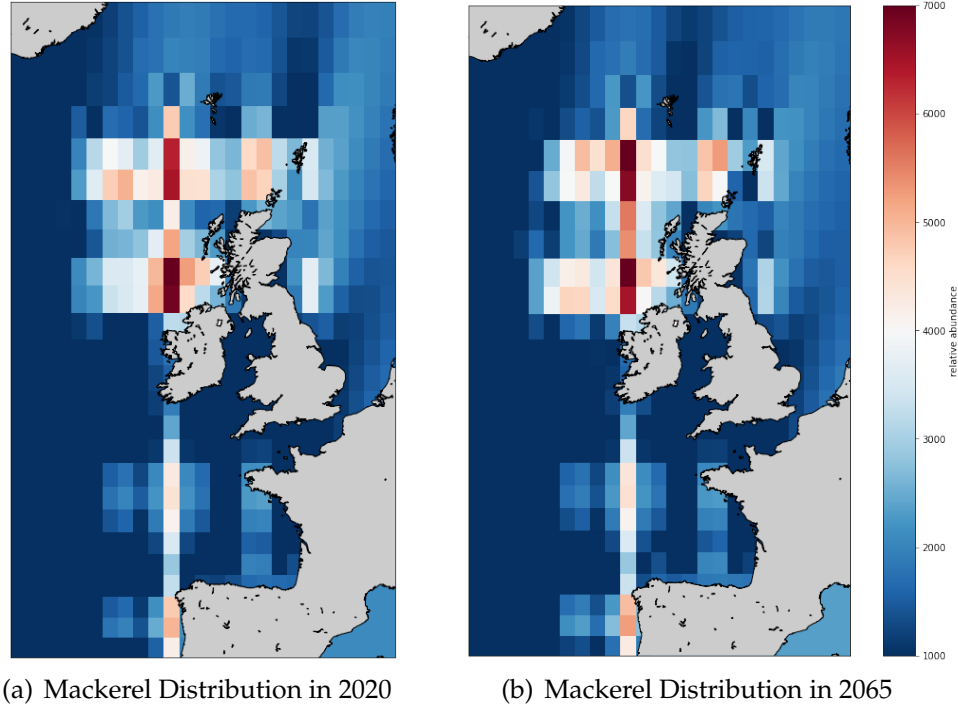 7000
6000
5000
4000
3000
2000
1000
relative abundance
(a) Mackerel Distribution in 2020
(b) Mackerel Distribution in 2065